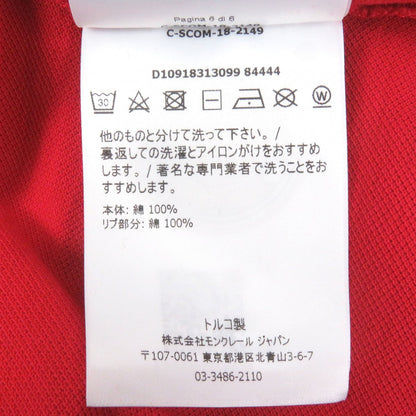 Pagina 6 di 6
C-SCOM-18-2149
D10918313099 84444
30
W
他のものと分けて洗って下さい。/
裏返しての洗濯とアイロンがけをおすすめ
します。/ 著名な専門業者で洗うことをおす
すめします。
本体: 綿 100%
リブ部分: 綿 100%
トルコ製
株式会社モンクレール ジャパン
〒107-0061 東京都港区北青山3-6-7
03-3486-2110